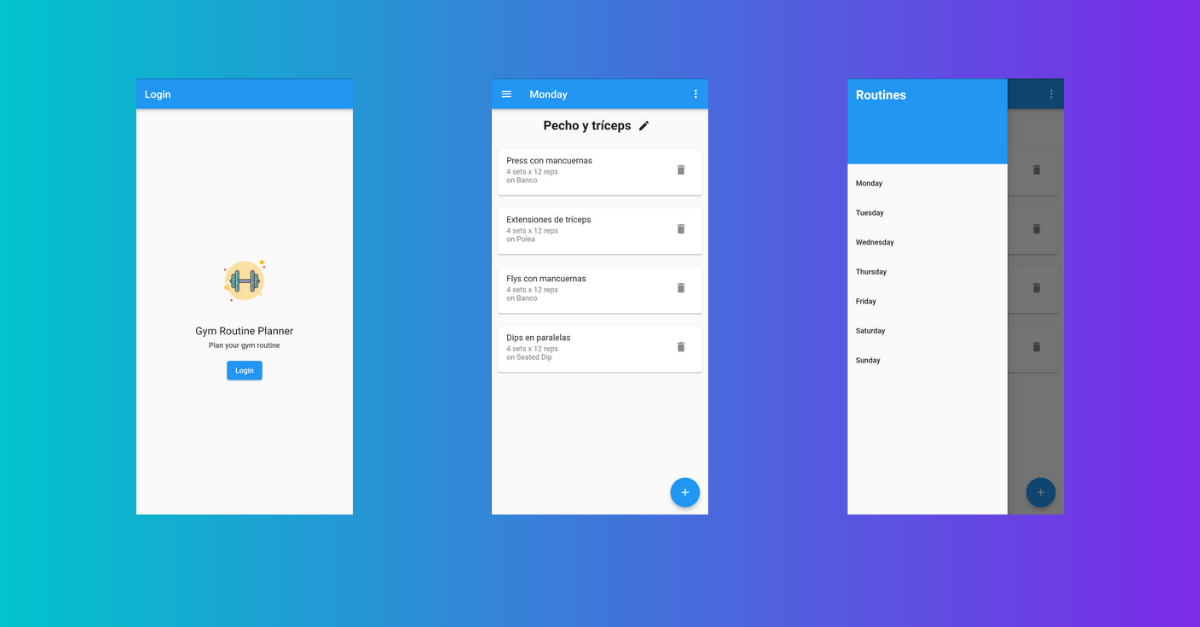 Login
Gym Routine Planner
Plan your gym routine
Login
Monday
Pecho y tríceps
Press con mancuernas
4 sets x 12 reps
on Banco
Extensiones de tríceps
4 sets x 12 reps
on Polea
Flys con mancuernas
4 sets x 12 reps
on Banco
Dips en paralelas
4 sets x 12 reps
on Seated Dip
Routines
Monday
Tuesday
Wednesday
Thursday
Friday
Saturday
Sunday